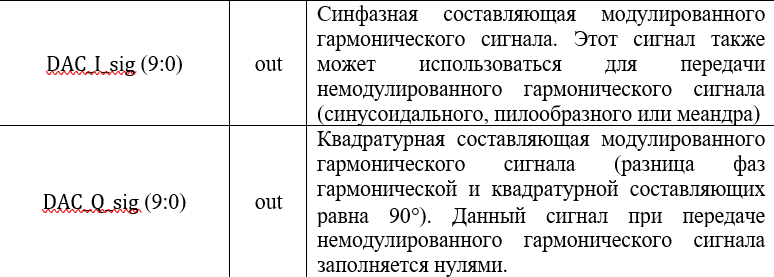 Синфазная составляющая модулированного
гармонического сигнала. Этот сигнал также
DAC_I_sig (9:0) out может использоваться для передачи
немодулированного гармонического сигнала
(синусоидального, пилообразного или меандра)
Квадратурная составляющая модулированного
гармонического сигнала (разница фаз
гармонической и квадратурной составляющих
DAC_Q_sig (9:0) out равна 90°). Данный сигнал при передаче
немодулированного гармонического сигнала
заполняется нулями.